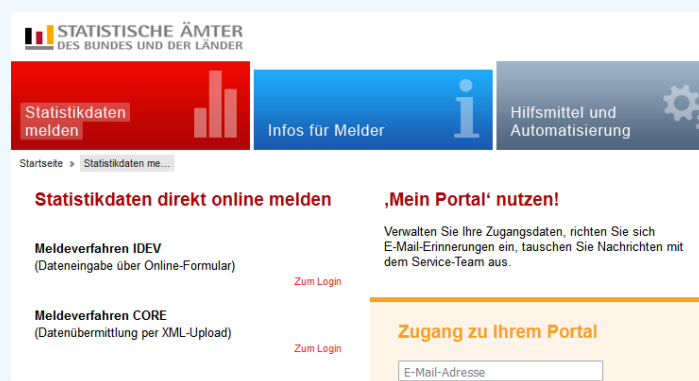 STATISTISCHE ÄMTER
DES BUNDES UND DER LÄNDER
Statistikdaten
melden
Infos für Melder
Hilfsmittel und
Automatisierung
Startseite » Statistikdaten me...
Statistikdaten direkt online melden
Meldeverfahren IDEV
(Dateneingabe über Online-Formular)
Zum Login
Meldeverfahren CORE
(Datenübermittlung per XML-Upload)
Zum Login
‚Mein Portal‘ nutzen!
Verwalten Sie Ihre Zugangsdaten, richten Sie sich
E-Mail-Erinnerungen ein, tauschen Sie Nachrichten mit
dem Service-Team aus.
Zugang zu Ihrem Portal
E-Mail-Adresse